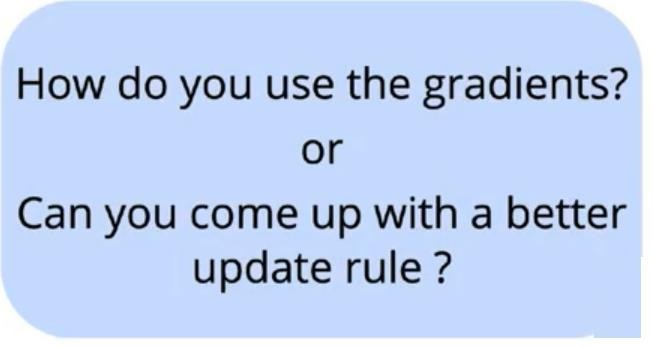 How do you use the gradients?
or
Can you come up with a better
update rule ?